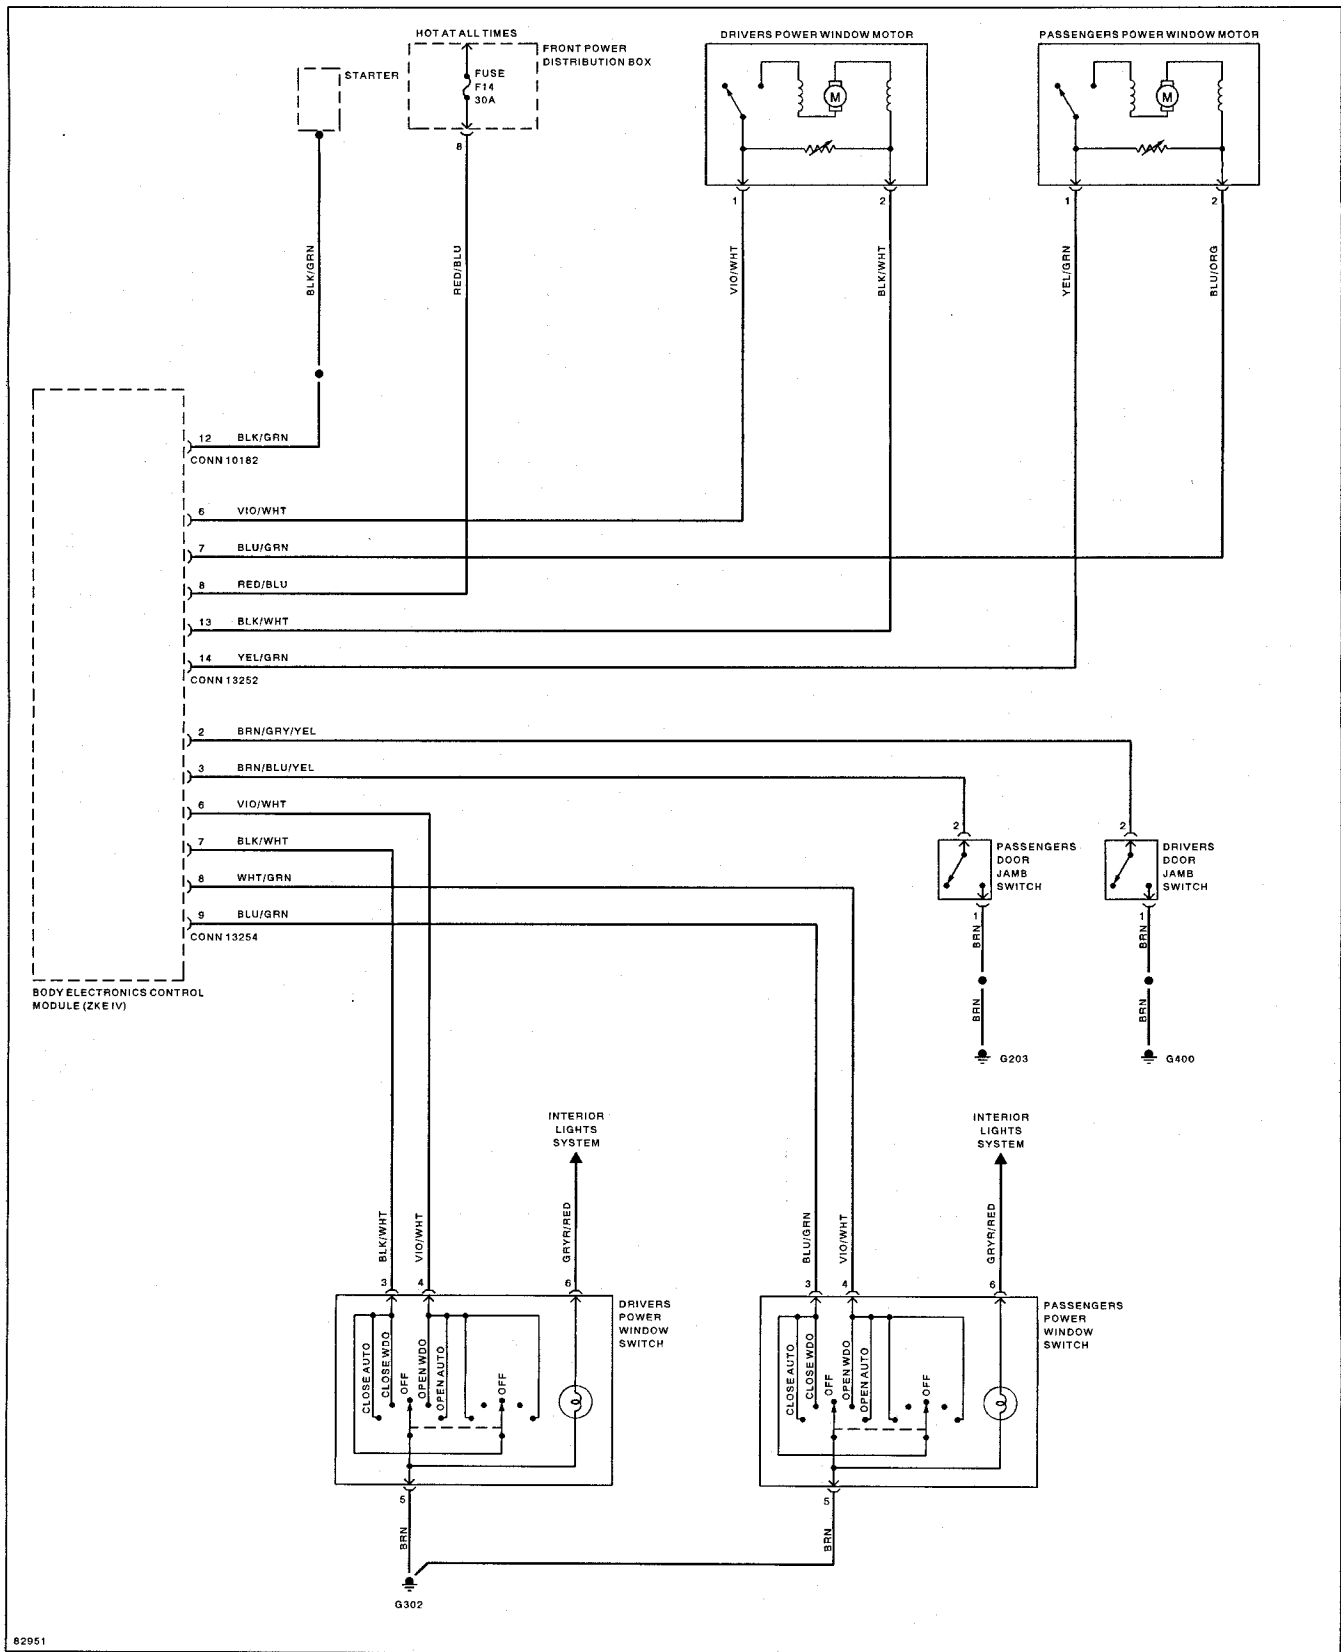 HOT AT ALL TIMES
FRONT POWER
DISTRIBUTION BOX
STARTER
FUSE
F14
30A
8
DRIVERS POWER WINDOW MOTOR
M
1
2
PASSENGERS POWER WINDOW MOTOR
M
1
2
BLK/GRN
RED/BLU
VIO/WHT
BLK/WHT
YEL/GRN
BLU/ORG
12 BLK/GRN
CONN 10182
6 VIO/WHT
7 BLU/GRN
8 RED/BLU
13 BLK/WHT
14 YEL/GRN
CONN 13252
2 BRN/GRY/YEL
3 BRN/BLU/YEL
6 VIO/WHT
7 BLK/WHT
8 WHT/GRN
9 BLU/GRN
CONN 13254
BODY ELECTRONICS CONTROL
MODULE (ZKE IV)
2
PASSENGERS
DOOR
JAMB
SWITCH
1
BRN
BRN
G203
2
DRIVERS
DOOR
JAMB
SWITCH
1
BRN
BRN
G400
INTERIOR
LIGHTS
SYSTEM
BLK/WHT
VIO/WHT
GRYR/RED
3
4
6
DRIVERS
POWER
WINDOW
SWITCH
CLOSE AUTO
CLOSE WDO
OFF
OPEN WDO
OPEN AUTO
OFF
5
BRN
G302
INTERIOR
LIGHTS
SYSTEM
BLU/GRN
VIO/WHT
GRYR/RED
3
4
6
PASSENGERS
POWER
WINDOW
SWITCH
CLOSE AUTO
CLOSE WDO
OFF
OPEN WDO
OPEN AUTO
OFF
5
BRN
82951